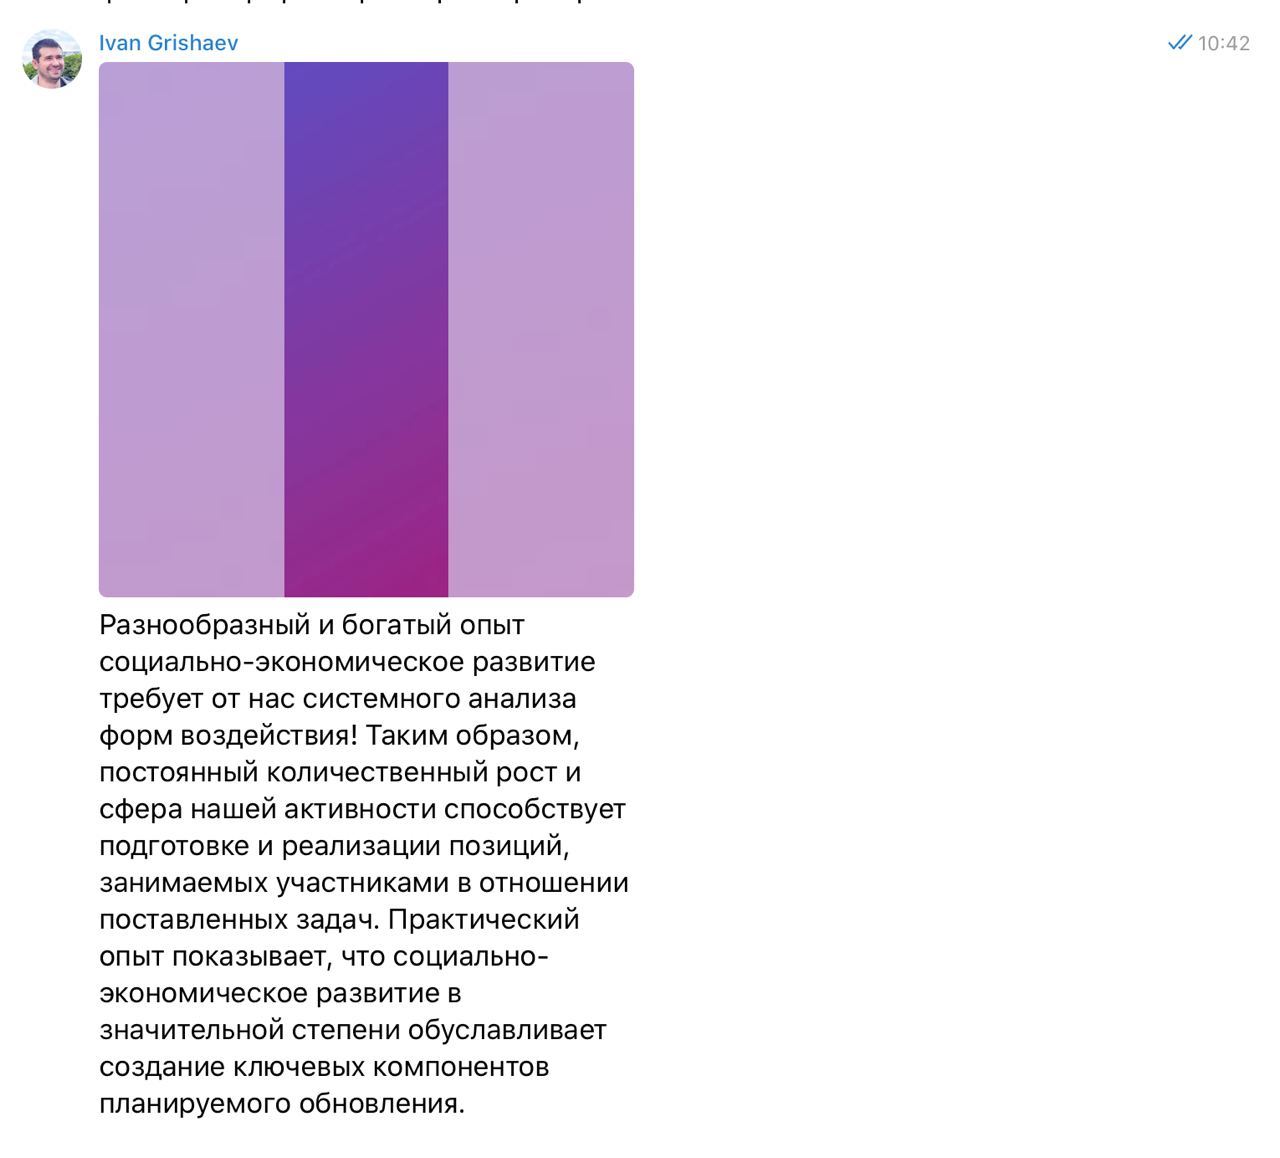 Ivan Grishaev
10:42
Разнообразный и богатый опыт
социально-экономическое развитие
требует от нас системного анализа
форм воздействия! Таким образом,
постоянный количественный рост и
сфера нашей активности способствует
подготовке и реализации позиций,
занимаемых участниками в отношении
поставленных задач. Практический
опыт показывает, что социально-
экономическое развитие в
значительной степени обуславливает
создание ключевых компонентов
планируемого обновления.